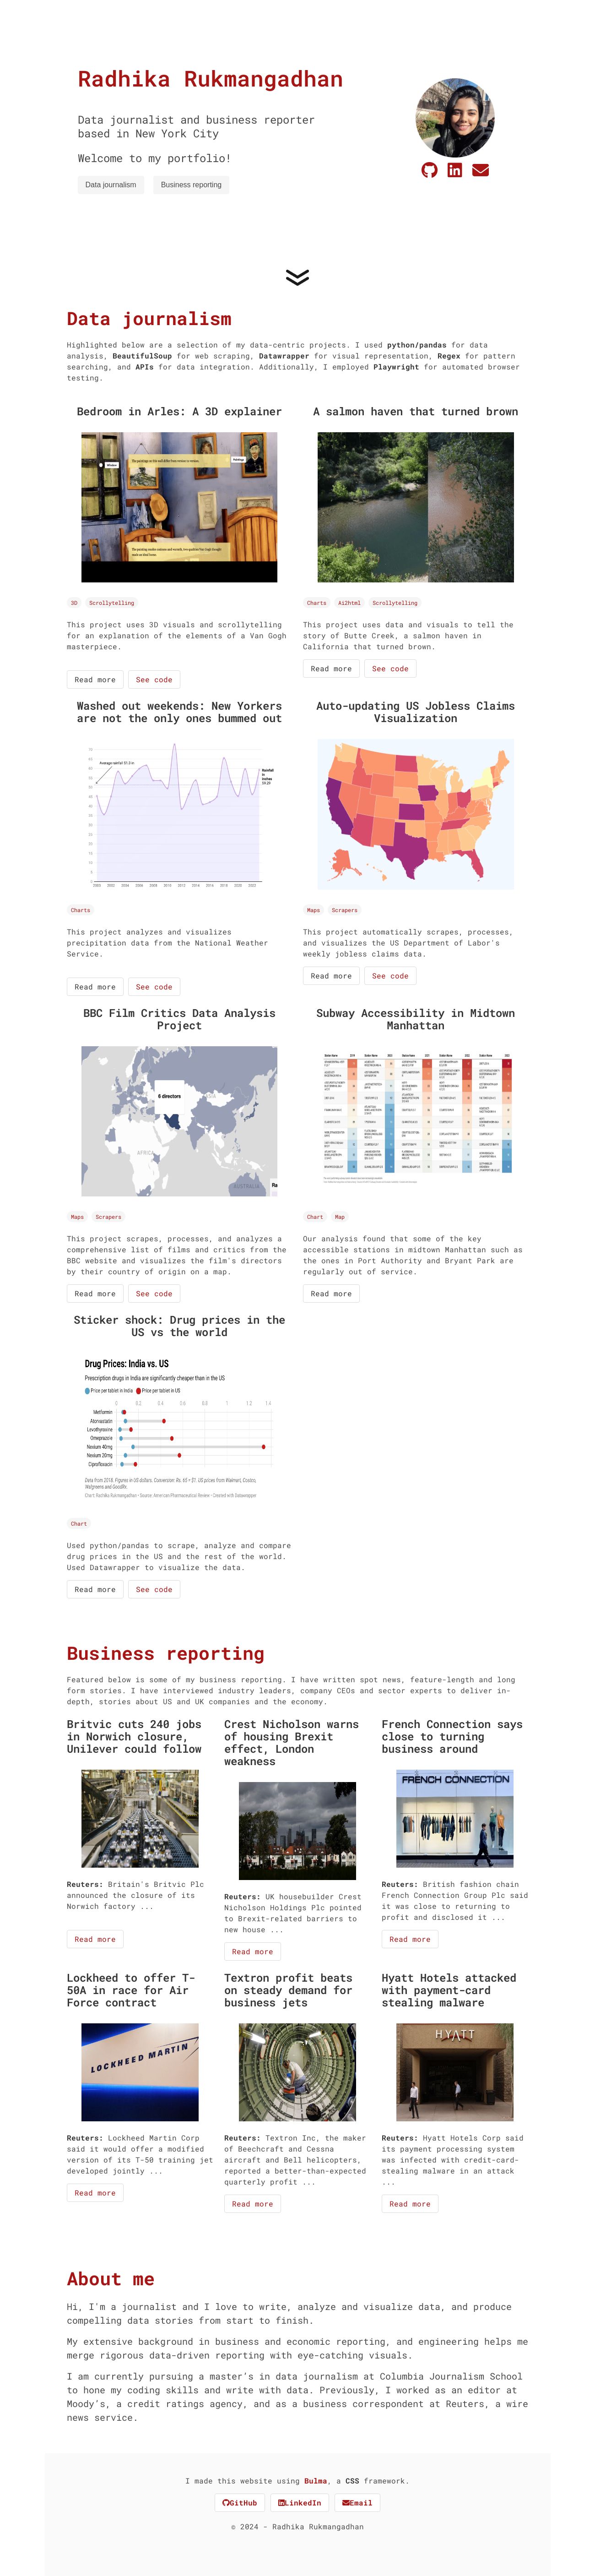 Radhika Rukmangadhan
Data journalist and business reporter
based in New York City
Welcome to my portfolio!
Data journalism
Business reporting
Data journalism
Highlighted below are a selection of my data-centric projects. I used python/pandas for data
analysis, BeautifulSoup for web scraping, Datawrapper for visual representation, Regex for pattern
searching, and APIs for data integration. Additionally, I employed Playwright for automated browser
testing.
Bedroom in Arles: A 3D explainer
3D Scrollytelling
This project uses 3D visuals and scrollytelling
for an explanation of the elements of a Van Gogh
masterpiece.
Read more See code
A salmon haven that turned brown
Charts Ai2html Scrollytelling
This project uses data and visuals to tell the
story of Butte Creek, a salmon haven in
California that turned brown.
Read more See code
Washed out weekends: New Yorkers
are not the only ones bummed out
Charts
This project analyzes and visualizes
precipitation data from the National Weather
Service.
Read more See code
Auto-updating US Jobless Claims
Visualization
Maps Scrapers
This project automatically scrapes, processes,
and visualizes the US Department of Labor's
weekly jobless claims data.
Read more See code
BBC Film Critics Data Analysis
Project
6 directors
AFRICA
AUSTRALIA
Maps Scrapers
This project scrapes, processes, and analyzes a
comprehensive list of films and critics from the
BBC website and visualizes the film's directors
by their country of origin on a map.
Read more See code
Subway Accessibility in Midtown
Manhattan
Chart Map
Our analysis found that some of the key
accessible stations in midtown Manhattan such as
the ones in Port Authority and Bryant Park are
regularly out of service.
Read more
Sticker shock: Drug prices in the
US vs the world
Drug Prices: India vs. US
Prescription drugs in India are significantly cheaper than in the US
Price per tablet in India Price per tablet in US
0 0.2 0.4 0.6 0.8 1 1.2 1.4
Metformin
Atorvastatin
Levothyroxine
Omeprazole
Nexium 40mg
Nexium 20mg
Ciprofloxacin
Chart
Used python/pandas to scrape, analyze and compare
drug prices in the US and the rest of the world.
Used Datawrapper to visualize the data.
Read more See code
Business reporting
Featured below is some of my business reporting. I have written spot news, feature-length and long
form stories. I have interviewed industry leaders, company CEOs and sector experts to deliver in-
depth, stories about US and UK companies and the economy.
Britvic cuts 240 jobs
in Norwich closure,
Unilever could follow
Reuters: Britain's Britvic Plc
announced the closure of its
Norwich factory ...
Read more
Crest Nicholson warns
of housing Brexit
effect, London
weakness
Reuters: UK housebuilder Crest
Nicholson Holdings Plc pointed
to Brexit-related barriers to
new house ...
Read more
French Connection says
close to turning
business around
FRENCH CONNECTION
Reuters: British fashion chain
French Connection Group Plc said
it was close to returning to
profit and disclosed it ...
Read more
Lockheed to offer T-
50A in race for Air
Force contract
LOCKHEED MARTIN
Reuters: Lockheed Martin Corp
said it would offer a modified
version of its T-50 training jet
developed jointly ...
Read more
Textron profit beats
on steady demand for
business jets
Reuters: Textron Inc, the maker
of Beechcraft and Cessna
aircraft and Bell helicopters,
reported a better-than-expected
quarterly profit ...
Read more
Hyatt Hotels attacked
with payment-card
stealing malware
HYATT
Reuters: Hyatt Hotels Corp said
its payment processing system
was infected with credit-card-
stealing malware in an attack
...
Read more
About me
Hi, I'm a journalist and I love to write, analyze and visualize data, and produce
compelling data stories from start to finish.
My extensive background in business and economic reporting, and engineering helps me
merge rigorous data-driven reporting with eye-catching visuals.
I am currently pursuing a master’s in data journalism at Columbia Journalism School
to hone my coding skills and write with data. Previously, I worked as an editor at
Moody’s, a credit ratings agency, and as a business correspondent at Reuters, a wire
news service.
I made this website using Bulma, a CSS framework.
GitHub LinkedIn Email
© 2024 - Radhika Rukmangadhan